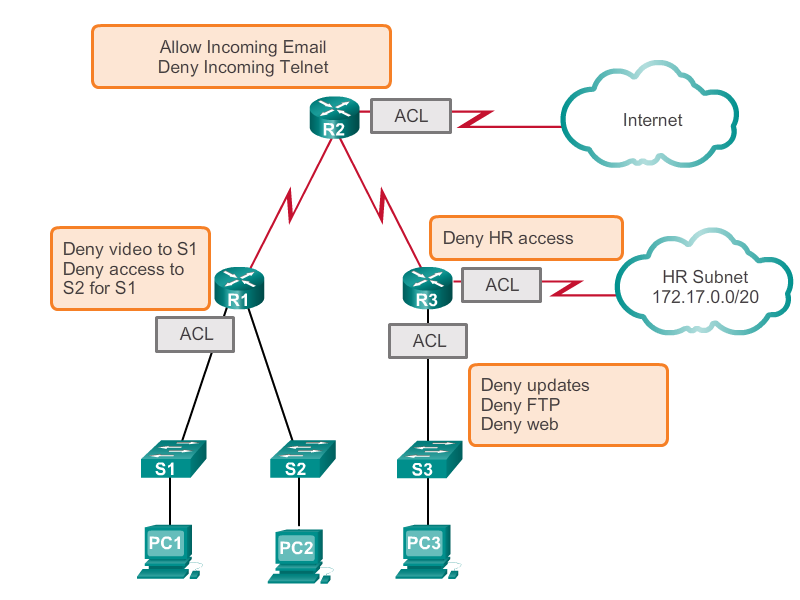 Allow Incoming Email
Deny Incoming Telnet
ACL
R2
Internet
Deny video to S1
Deny access to
S2 for S1
R1
ACL
Deny HR access
R3
ACL
HR Subnet
172.17.0.0/20
ACL
Deny updates
Deny FTP
Deny web
S1
S2
S3
PC1
PC2
PC3